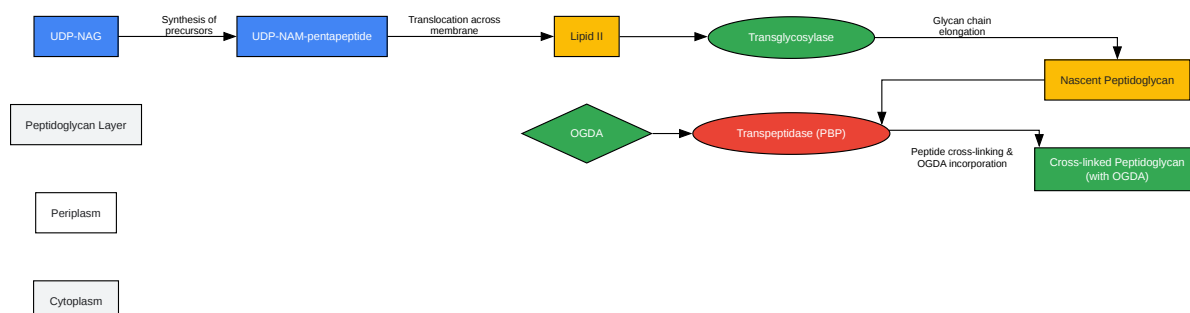 UDP-NAG
Synthesis of
precursors
UDP-NAM-pentapeptide
Translocation across
membrane
Lipid II
Transglycosylase
Glycan chain
elongation
Nascent Peptidoglycan
Peptidoglycan Layer
OGDA
Transpeptidase (PBP)
Peptide cross-linking &
OGDA incorporation
Cross-linked Peptidoglycan
(with OGDA)
Periplasm
Cytoplasm